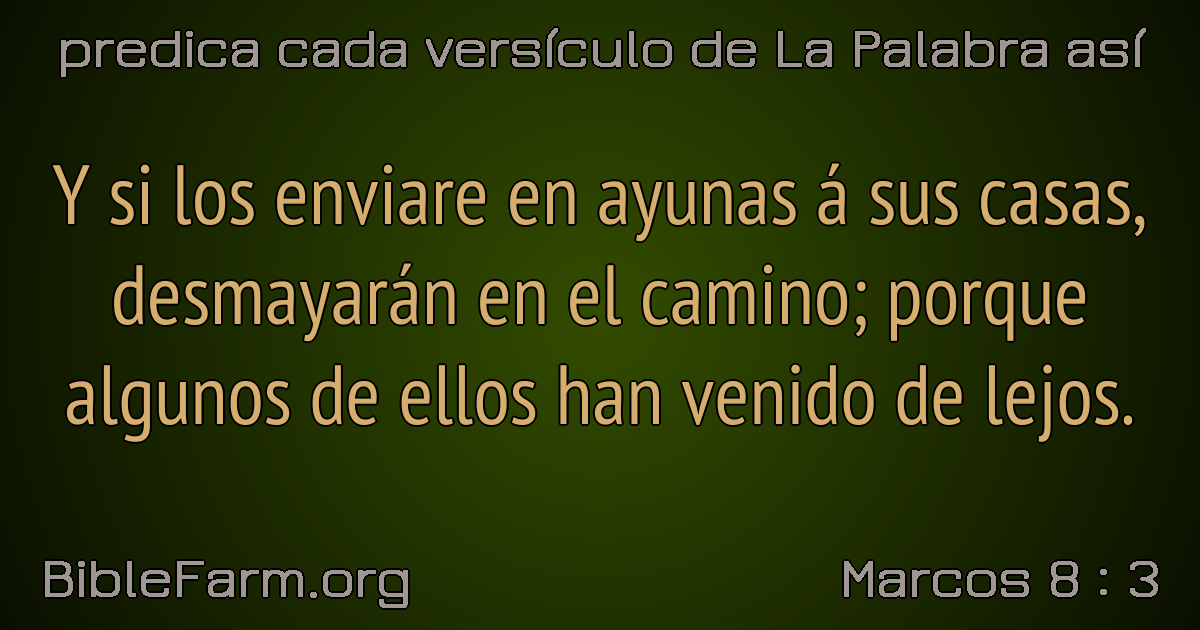 predica cada versículo de La Palabra así
Y si los enviare en ayunas á sus casas,
desmayarán en el camino; porque
algunos de ellos han venido de lejos.
BibleFarm.org
Marcos 8 : 3